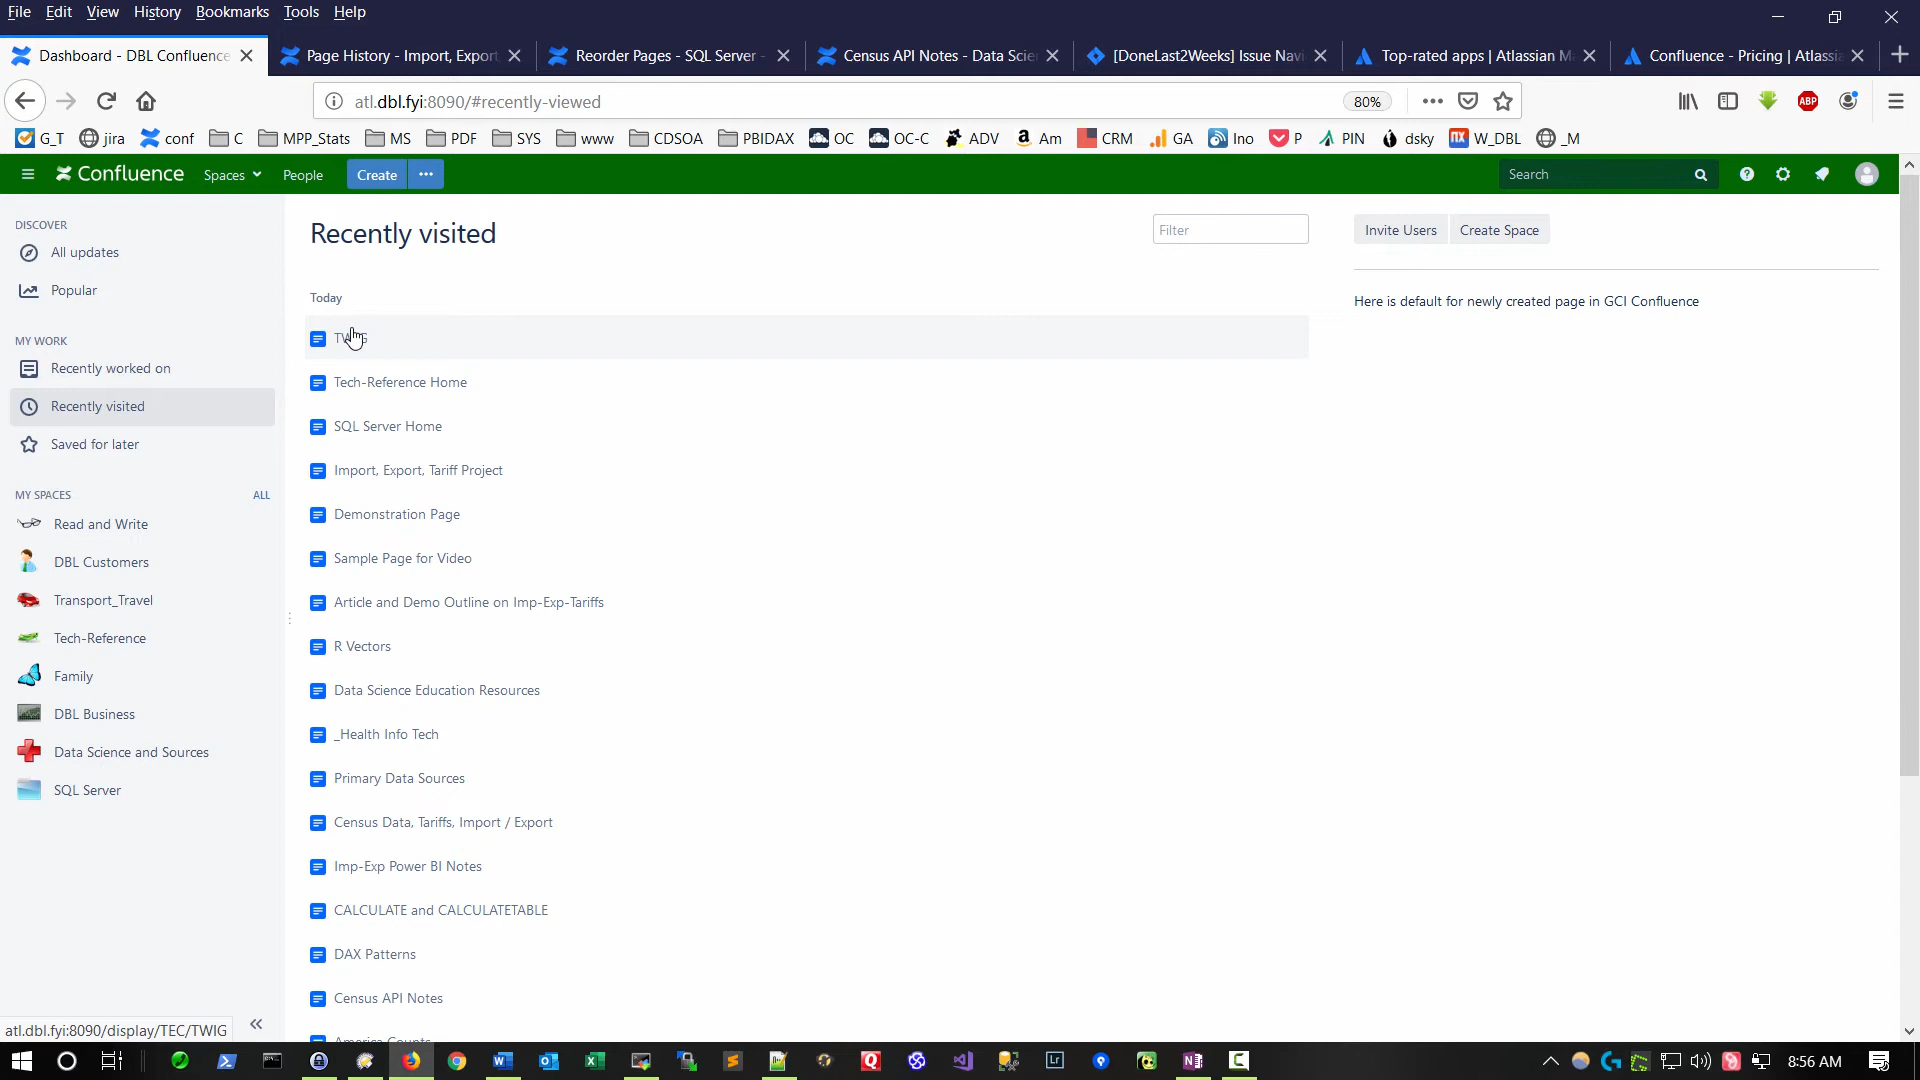 File Edit View History Bookmarks Tools Help
Dashboard - DBL Confluence
Page History - Import, Export
Reorder Pages - SQL Server -
Census API Notes - Data Scie
[DoneLast2Weeks] Issue Navi
Top-rated apps | Atlassian M
Confluence - Pricing | Atlassia
atl.dbl.fyi:8090/#recently-viewed 80%
G_T jira conf C MPP_Stats MS PDF SYS www CDSOA PBIDAX OC OC-C ADV Am CRM GA Ino P PIN dsky W_DBL _M
Confluence Spaces People Create ••• Search
DISCOVER
All updates
Popular
MY WORK
Recently worked on
Recently visited
Saved for later
MY SPACES ALL
Read and Write
DBL Customers
Transport_Travel
Tech-Reference
Family
DBL Business
Data Science and Sources
SQL Server
Recently visited
Filter
Today
TWIG
Tech-Reference Home
SQL Server Home
Import, Export, Tariff Project
Demonstration Page
Sample Page for Video
Article and Demo Outline on Imp-Exp-Tariffs
R Vectors
Data Science Education Resources
_Health Info Tech
Primary Data Sources
Census Data, Tariffs, Import / Export
Imp-Exp Power BI Notes
CALCULATE and CALCULATETABLE
DAX Patterns
Census API Notes
America Counts
Invite Users Create Space
Here is default for newly created page in GCI Confluence
atl.dbl.fyi:8090/display/TEC/TWIG
8:56 AM